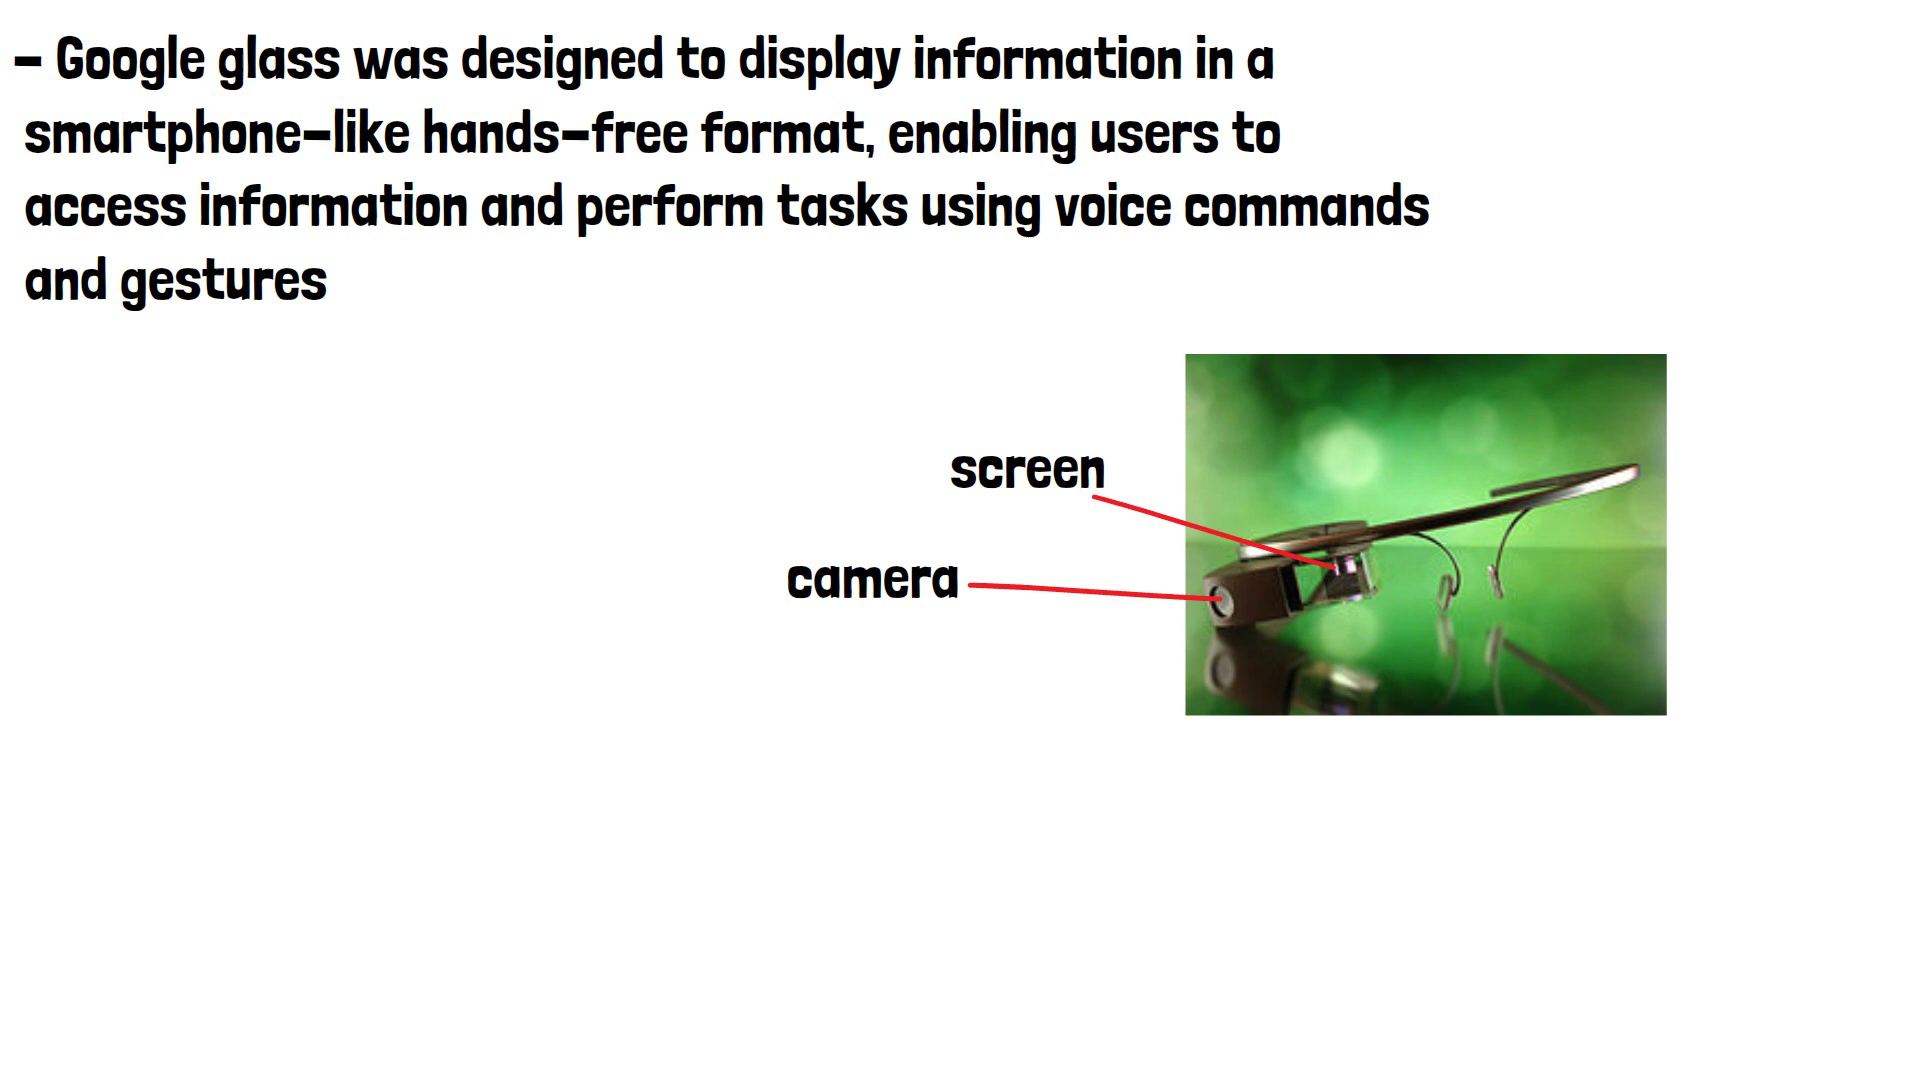 - Google glass was designed to display information in a
smartphone-like hands-free format, enabling users to
access information and perform tasks using voice commands
and gestures
screen
camera